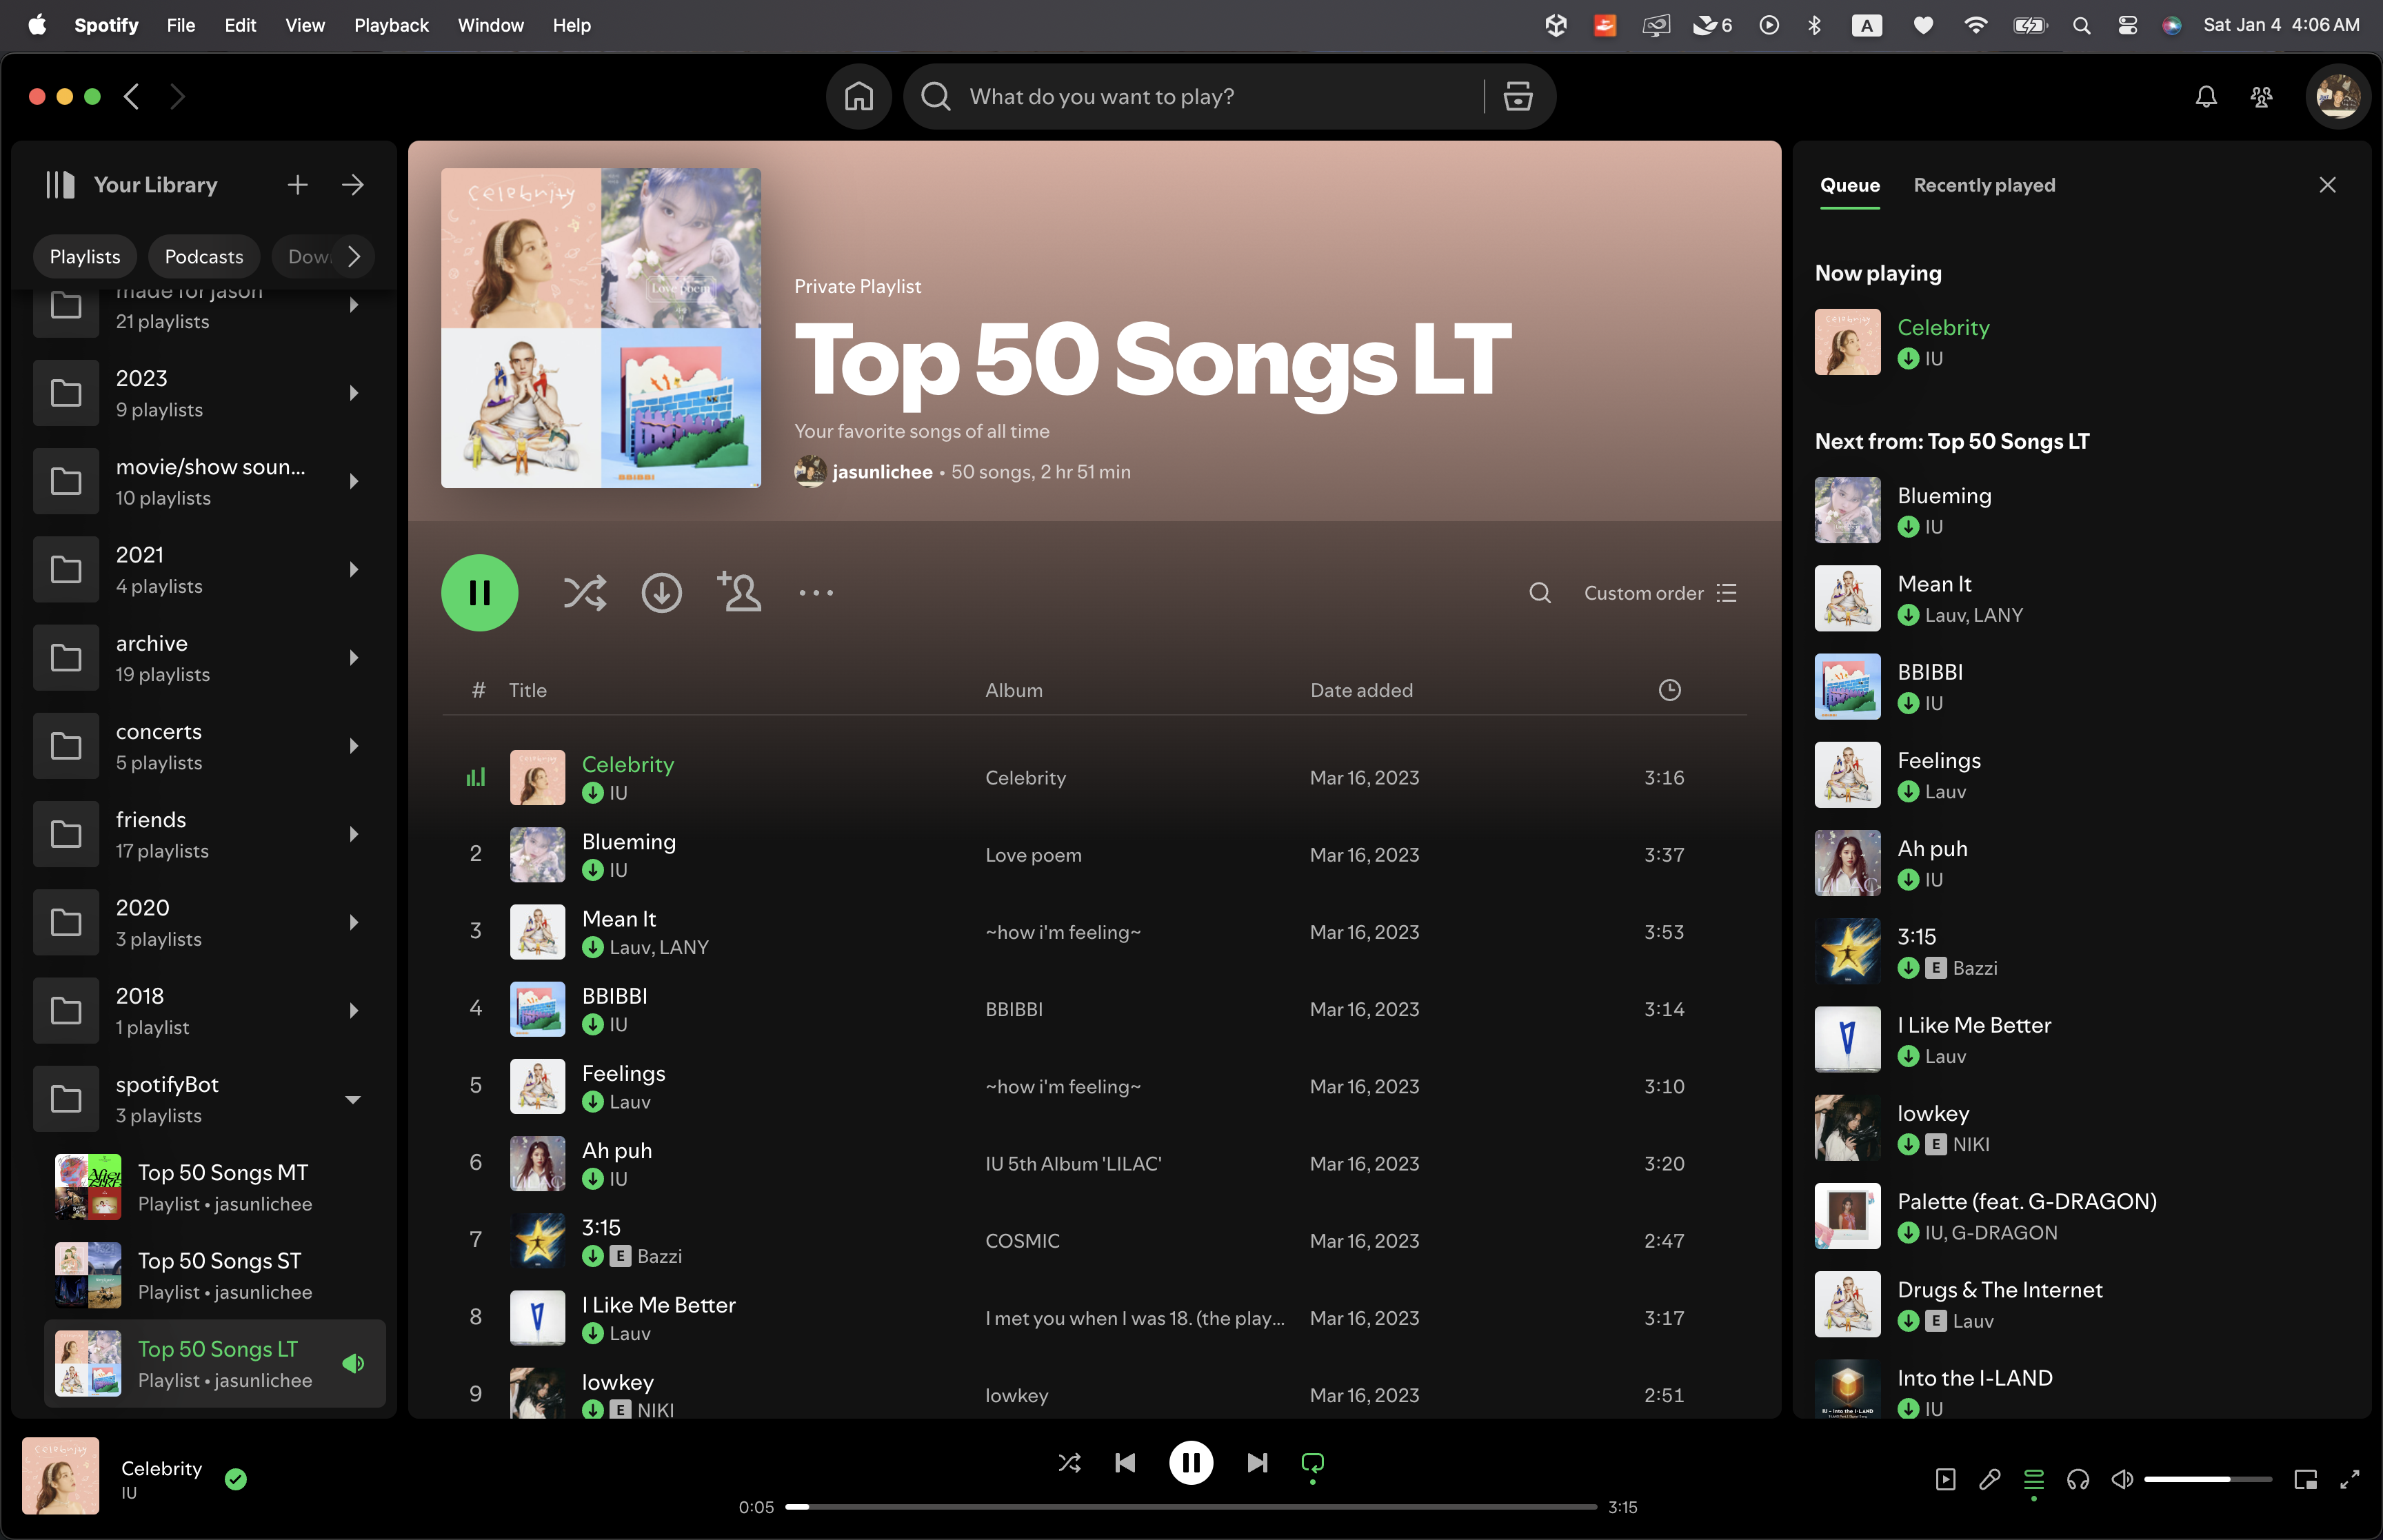 Spotify File Edit View Playback Window Help
6
A
Sat Jan 4 4:06 AM
What do you want to play?
Your Library
Playlists Podcasts Dow
made for jason
21 playlists
2023
9 playlists
movie/show soun...
10 playlists
2021
4 playlists
archive
19 playlists
concerts
5 playlists
friends
17 playlists
2020
3 playlists
2018
1 playlist
spotifyBot
3 playlists
Top 50 Songs MT
Playlist • jasunlichee
Top 50 Songs ST
Playlist • jasunlichee
Top 50 Songs LT
Playlist • jasunlichee
Celebrity
Love poem
BBIBBI
Private Playlist
Top 50 Songs LT
Your favorite songs of all time
jasunlichee • 50 songs, 2 hr 51 min
Custom order
# Title Album Date added
Celebrity
IU
Celebrity Mar 16, 2023 3:16
2 Blueming
IU
Love poem Mar 16, 2023 3:37
3 Mean It
Lauv, LANY
~how i'm feeling~ Mar 16, 2023 3:53
4 BBIBBI
IU
BBIBBI Mar 16, 2023 3:14
5 Feelings
Lauv
~how i'm feeling~ Mar 16, 2023 3:10
6 Ah puh
IU
IU 5th Album 'LILAC' Mar 16, 2023 3:20
7 3:15
E Bazzi
COSMIC Mar 16, 2023 2:47
8 I Like Me Better
Lauv
I met you when I was 18. (the play... Mar 16, 2023 3:17
9 lowkey
E NIKI
lowkey Mar 16, 2023 2:51
Queue Recently played
Now playing
Celebrity
IU
Next from: Top 50 Songs LT
Blueming
IU
Mean It
Lauv, LANY
BBIBBI
IU
Feelings
Lauv
LILAC
Ah puh
IU
3:15
E Bazzi
I Like Me Better
Lauv
lowkey
E NIKI
Palette (feat. G-DRAGON)
IU, G-DRAGON
Drugs & The Internet
E Lauv
IU - Into the I-LAND
Into the I-LAND
IU
Celebrity
Celebrity
IU
0:05 3:15